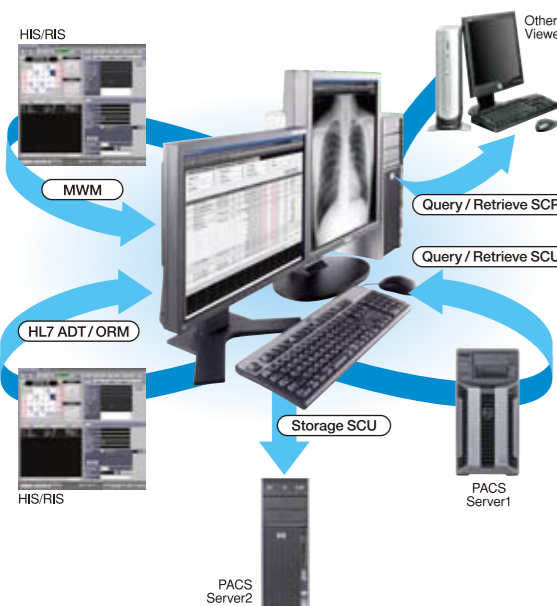 HIS/RIS
Other
Viewe
MWM
Query / Retrieve SCP
Query / Retrieve SCU
HL7 ADT / ORM
Storage SCU
HIS/RIS
PACS
Server1
PACS
Server2